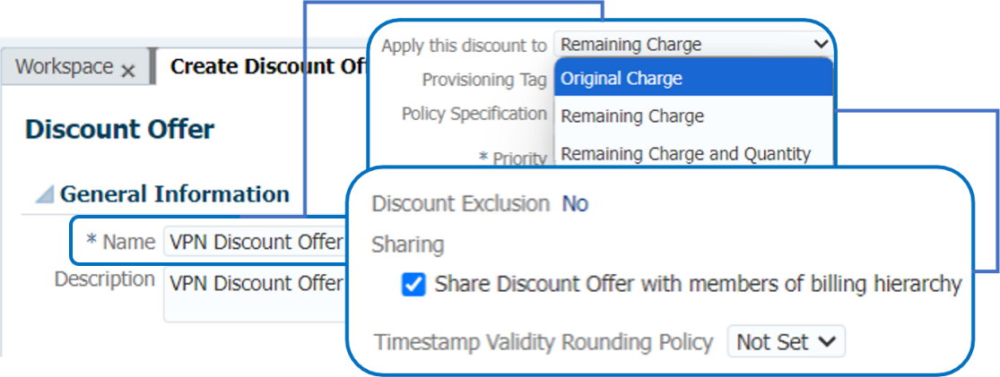 Workspace x
Create Discount Of
Discount Offer
General Information
* Name VPN Discount Offer
Description VPN Discount Offer
Apply this discount to Remaining Charge
Provisioning Tag
Original Charge
Policy Specification
Remaining Charge
* Priority
Remaining Charge and Quantity
Discount Exclusion No
Sharing
Share Discount Offer with members of billing hierarchy
Timestamp Validity Rounding Policy Not Set